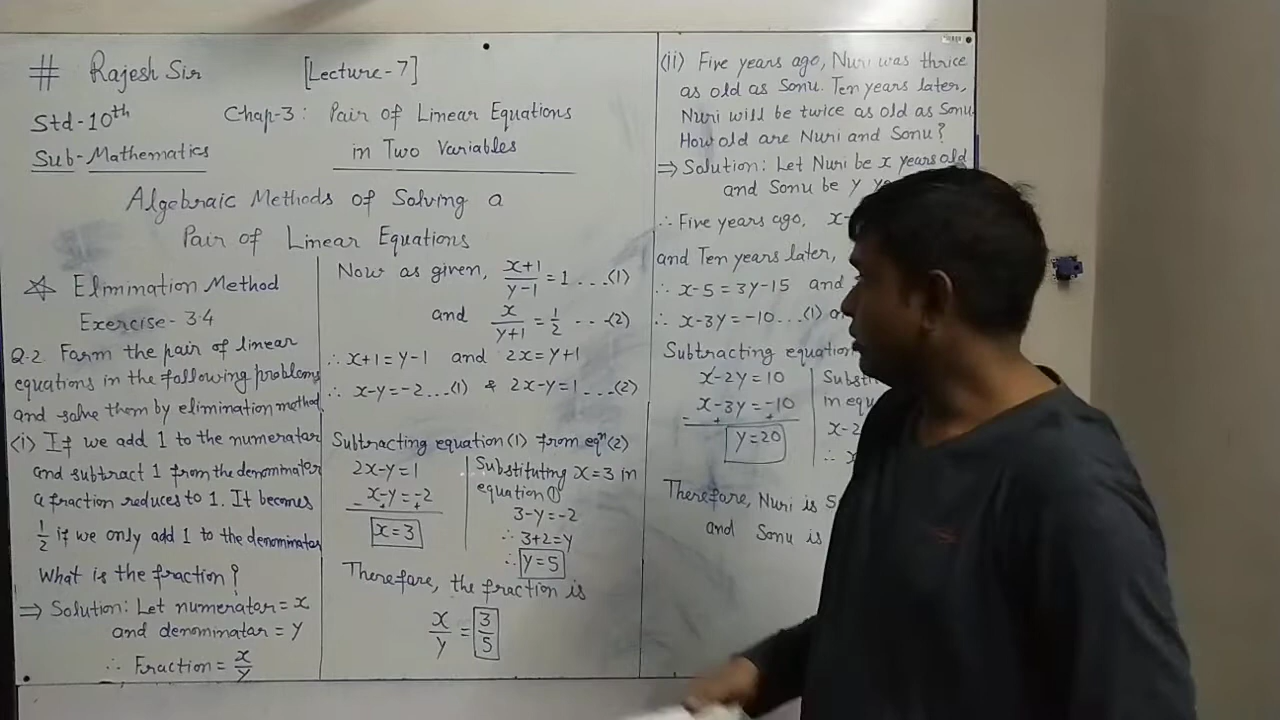 # Rajesh Sir [Lecture-7]
Std-10th Chap-3: Pair of Linear Equations
Sub-Mathematics in Two Variables
Algebraic Methods of Solving a
Pair of Linear Equations
☆ Elimination Method
Exercise-3.4
Q.2 Farm the pair of linear
equations in the following problems
and solve them by elimination method
(i) If we add 1 to the numerator
and subtract 1 from the denominator
a fraction reduces to 1. It becomes
1/2 if we only add 1 to the denominator
What is the fraction?
⇒ Solution: Let numerator = x
and denominator = y
∴ Fraction = x/y
Now as given, x+1/y-1 = 1 ...(1)
and x/y+1 = 1/2 ...(2)
∴ x+1=y-1 and 2x=y+1
∴ x-y=-2...(1) & 2x-y=1...(2)
Subtracting equation (1) from eqn (2)
2x-y=1
x-y=-2
- + +
x=3
Substituting x=3 in
equation ①
3-y=-2
∴ 3+2=y
∴ y=5
Therefore, the fraction is
x/y = 3/5
(ii) Five years ago, Nuri was thrice
as old as Sonu. Ten years later,
Nuri will be twice as old as Sonu
How old are Nuri and Sonu?
⇒ Solution: Let Nuri be x years old
and Sonu be y
∴ Five years ago, x-
and Ten years later,
∴ x-5=3y-15 and
∴ x-3y=-10...(1)
Subtracting equation
x-2y=10
x-3y=-10
- + +
y=20
in
x-2
∴ x
Therefore, Nuri is 5
and Sonu is